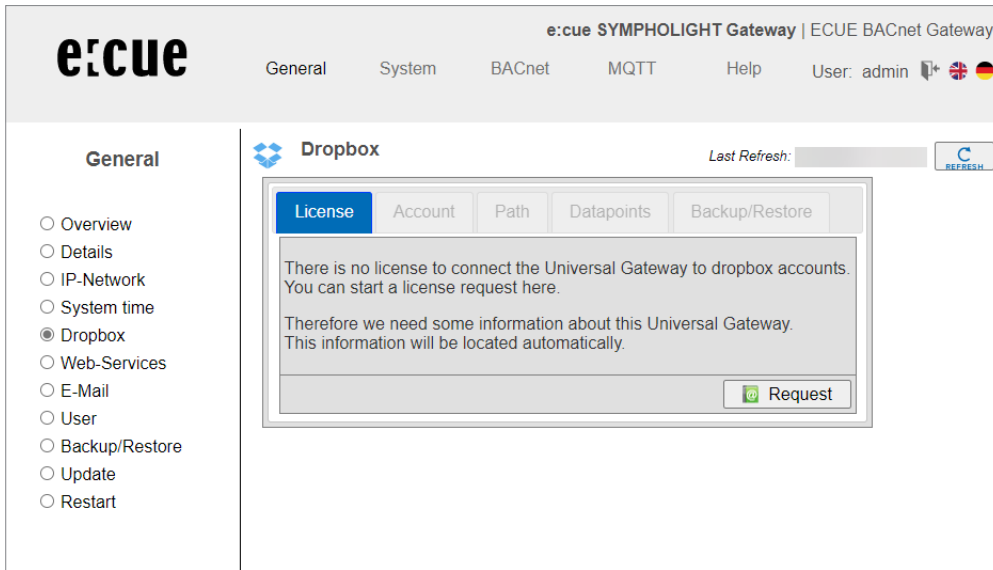 e:cue SYMPHOLIGHT Gateway | ECUE BACnet Gateway
e:cue
General System BACnet MQTT Help User: admin
General
Dropbox
Last Refresh:
REFRESH
Overview
Details
IP-Network
System time
Dropbox
Web-Services
E-Mail
User
Backup/Restore
Update
Restart
License Account Path Datapoints Backup/Restore
There is no license to connect the Universal Gateway to dropbox accounts.
You can start a license request here.
Therefore we need some information about this Universal Gateway.
This information will be located automatically.
Request